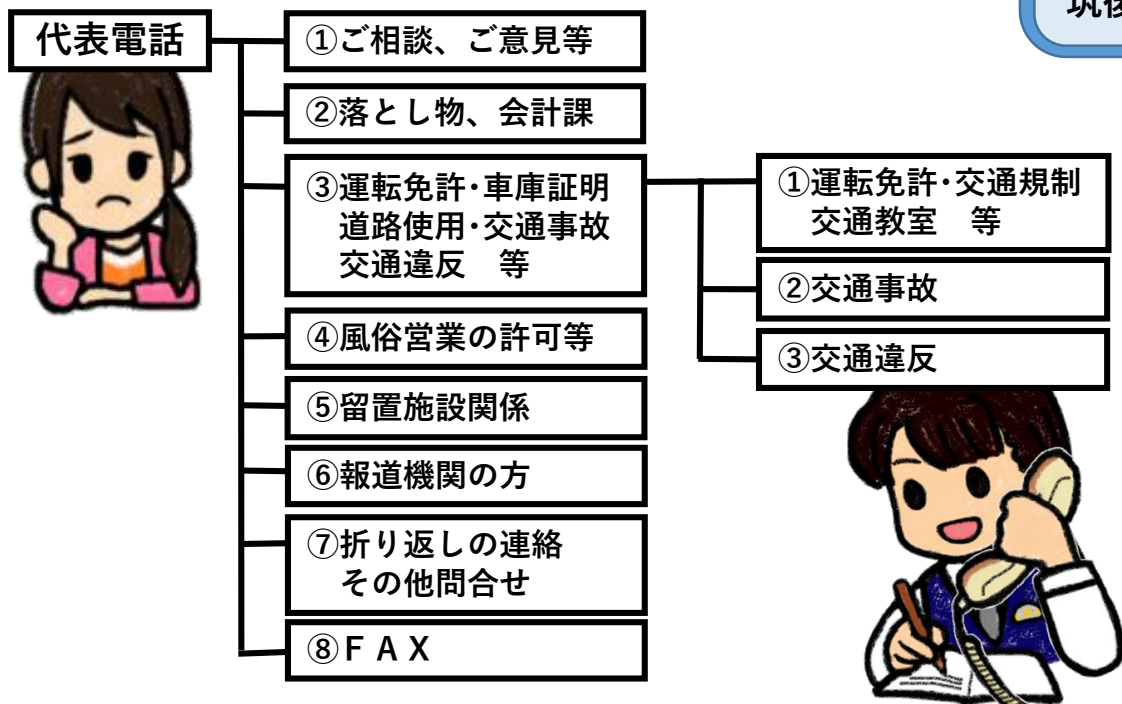 筑後
代表電話
①ご相談、ご意見等
②落とし物、会計課
③運転免許・車庫証明
道路使用・交通事故
交通違反　等
④風俗営業の許可等
⑤留置施設関係
⑥報道機関の方
⑦折り返しの連絡
その他問合せ
⑧ＦＡＸ
①運転免許・交通規制
交通教室　等
②交通事故
③交通違反